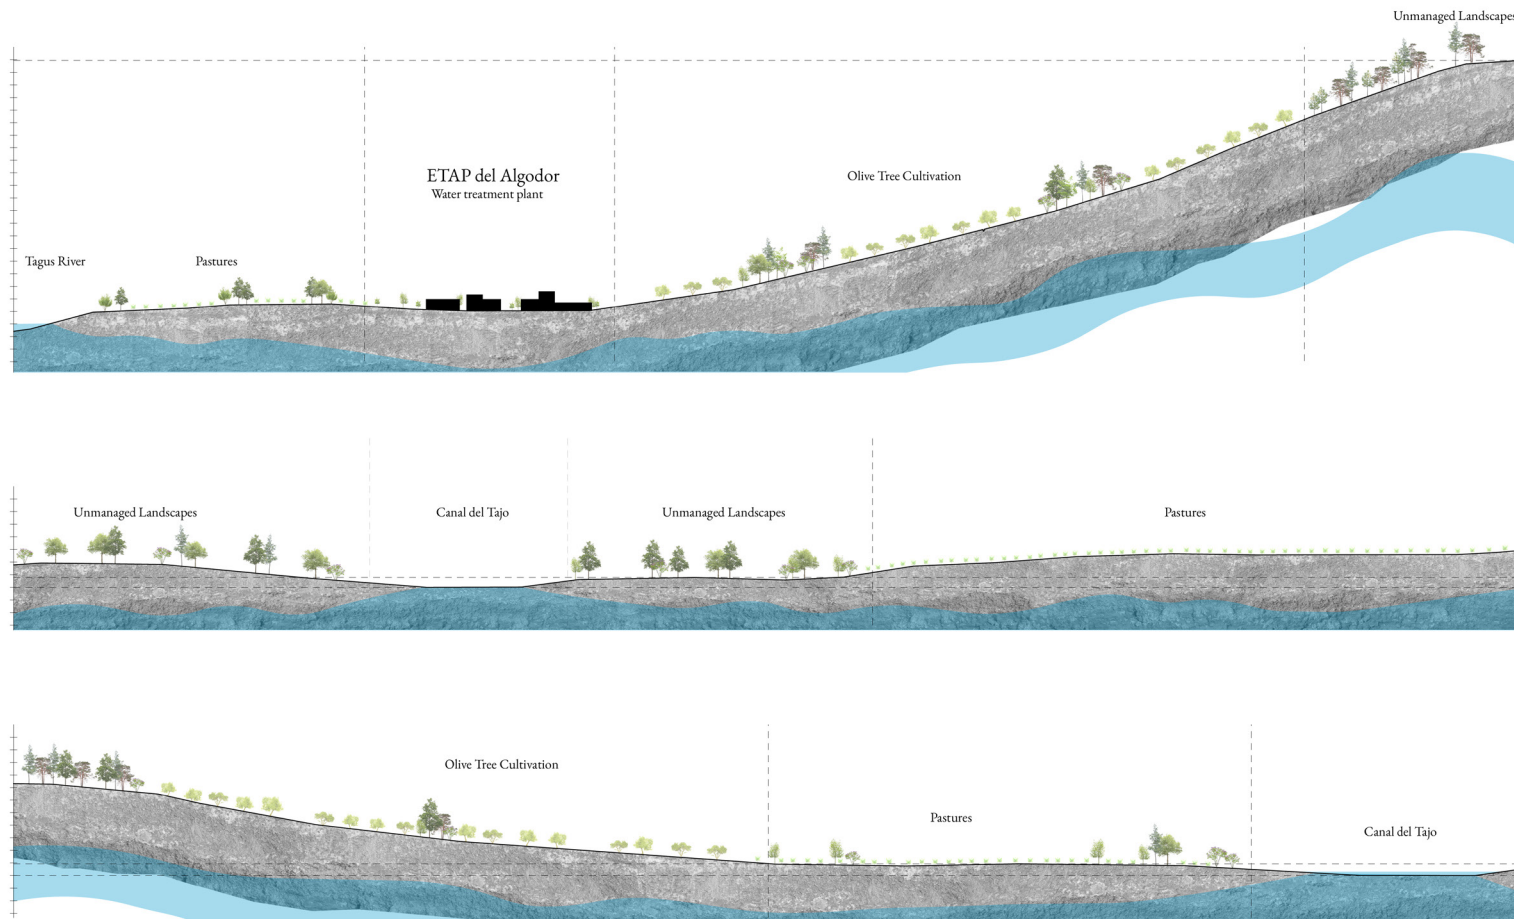 Unmanaged Landscapes
ETAP del Algodor
Water treatment plant
Olive Tree Cultivation
Tagus River
Pastures
Unmanaged Landscapes
Canal del Tajo
Unmanaged Landscapes
Pastures
Olive Tree Cultivation
Pastures
Canal del Tajo